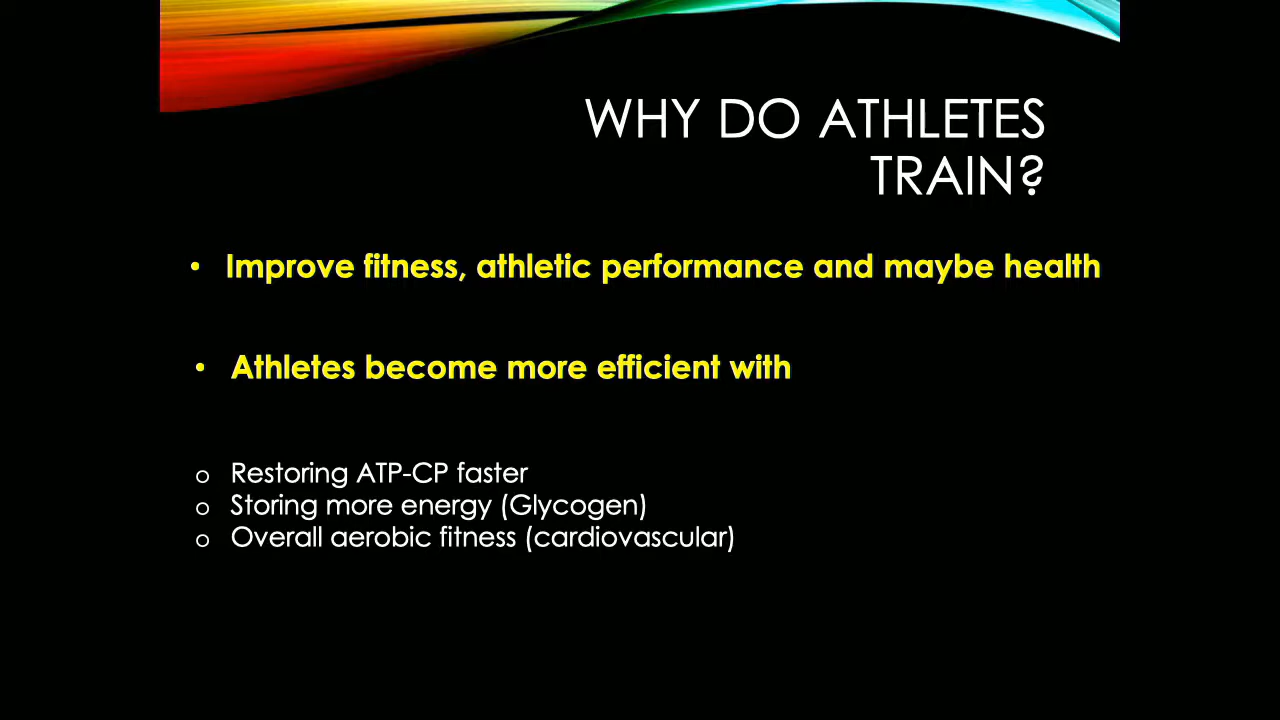 WHY DO ATHLETES
TRAIN?
• Improve fitness, athletic performance and maybe health
• Athletes become more efficient with
o Restoring ATP-CP faster
o Storing more energy (Glycogen)
o Overall aerobic fitness (cardiovascular)